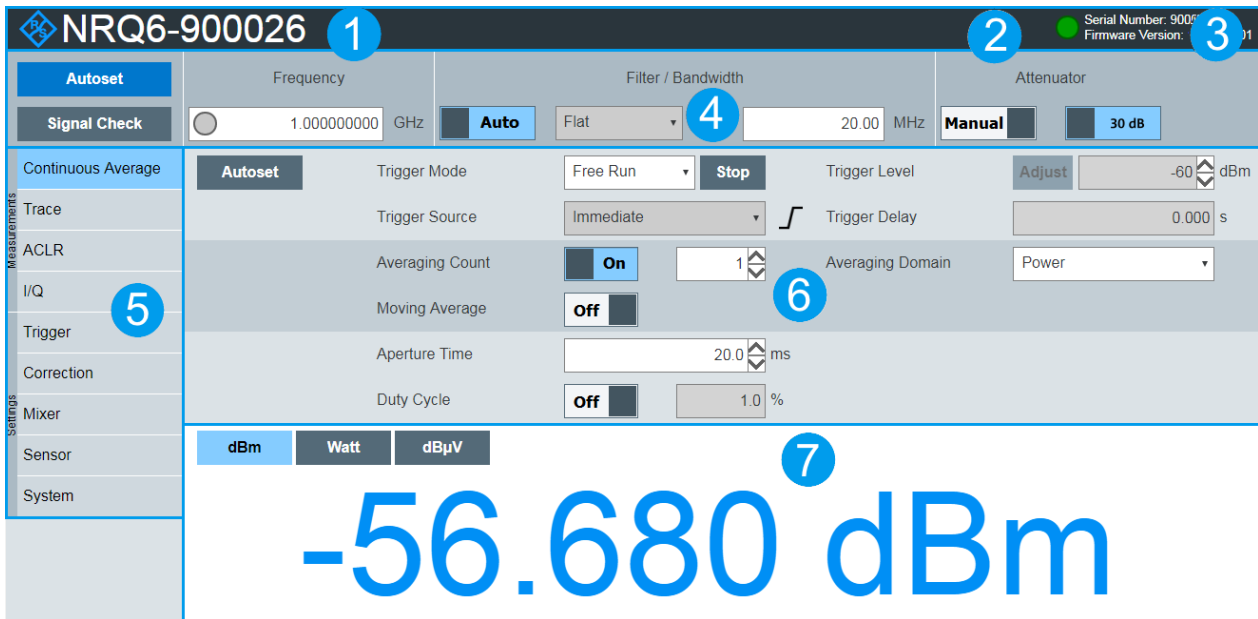 NRQ6-900026
1
2
Serial Number:
Firmware Version:
3
Autoset
Frequency
Filter / Bandwidth
Attenuator
Signal Check
1.000000000 GHz
Auto
Flat
4
20.00 MHz
Manual
30 dB
Measurements
Continuous Average
Trace
ACLR
I/Q
Settings
Trigger
Correction
Mixer
Sensor
System
5
Autoset
Trigger Mode
Free Run
Stop
Trigger Level
Adjust
-60 dBm
Trigger Source
Immediate
Trigger Delay
0.000 s
Averaging Count
On
1
Averaging Domain
Power
6
Moving Average
Off
Aperture Time
20.0 ms
Duty Cycle
Off
1.0 %
dBm
Watt
dBµV
7
-56.680 dBm